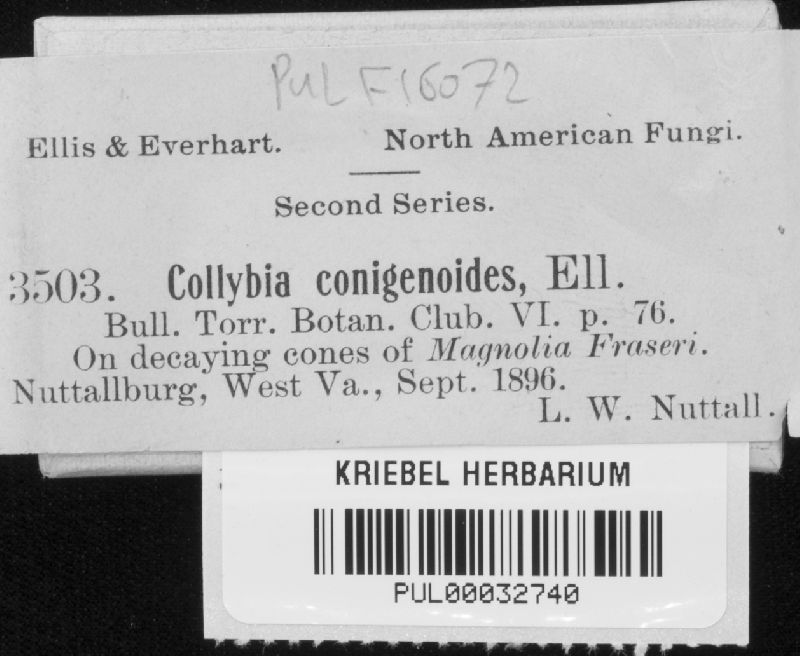 PUL F16072
Ellis & Everhart. North American Fungi.
Second Series.
3503. Collybia conigenoides, Ell.
Bull. Torr. Botan. Club. VI. p. 76.
On decaying cones of Magnolia Fraseri.
Nuttallburg, West Va., Sept. 1896.
L. W. Nuttall.
KRIEBEL HERBARIUM
PUL00032740